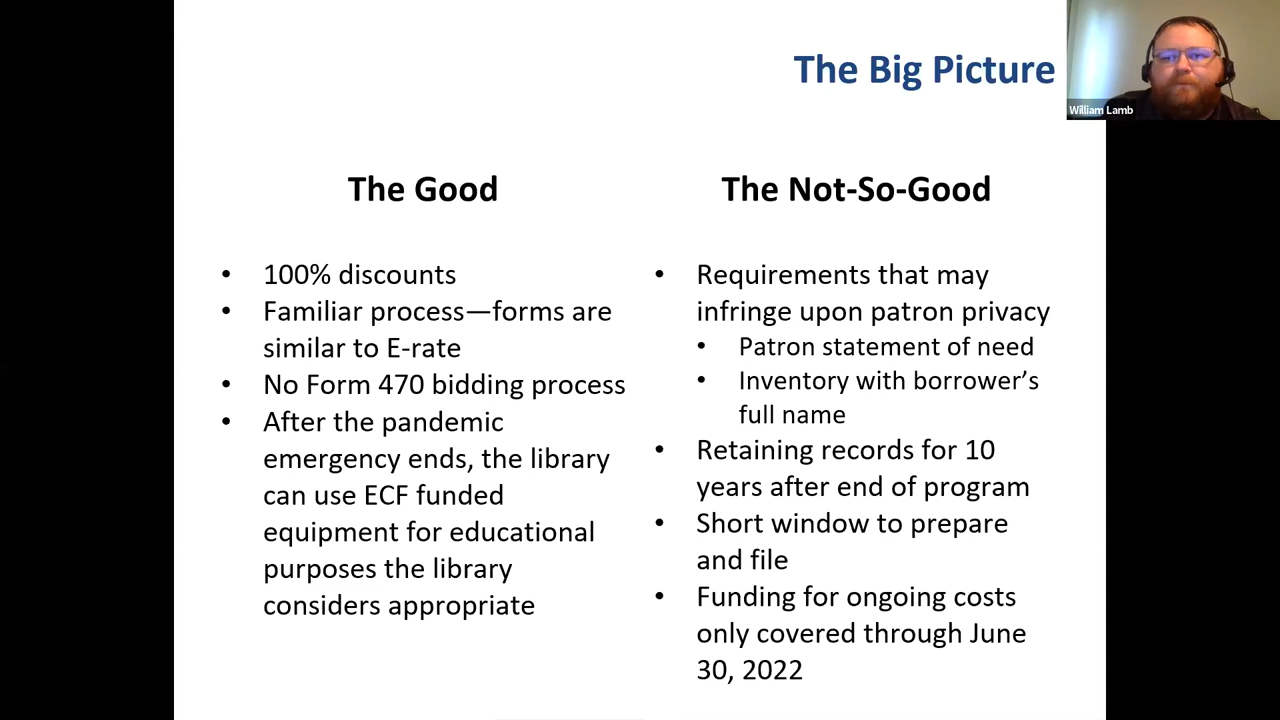 The Big Picture
William Lamb
The Good
• 100% discounts
• Familiar process—forms are
similar to E-rate
• No Form 470 bidding process
• After the pandemic
emergency ends, the library
can use ECF funded
equipment for educational
purposes the library
considers appropriate
The Not-So-Good
• Requirements that may
infringe upon patron privacy
• Patron statement of need
• Inventory with borrower’s
full name
• Retaining records for 10
years after end of program
• Short window to prepare
and file
• Funding for ongoing costs
only covered through June
30, 2022